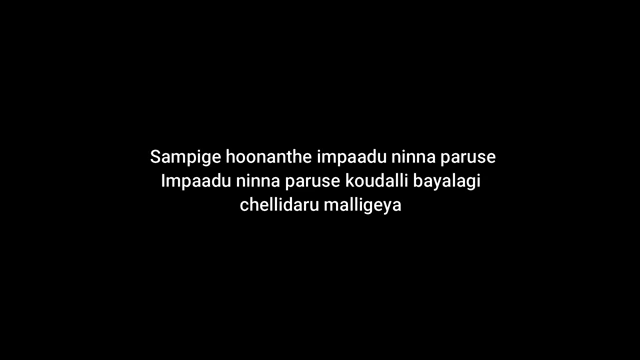 Sampige hoonanthe impaadu ninna paruse
Impaadu ninna paruse koudalli bayalagi
chellidaru malligeya